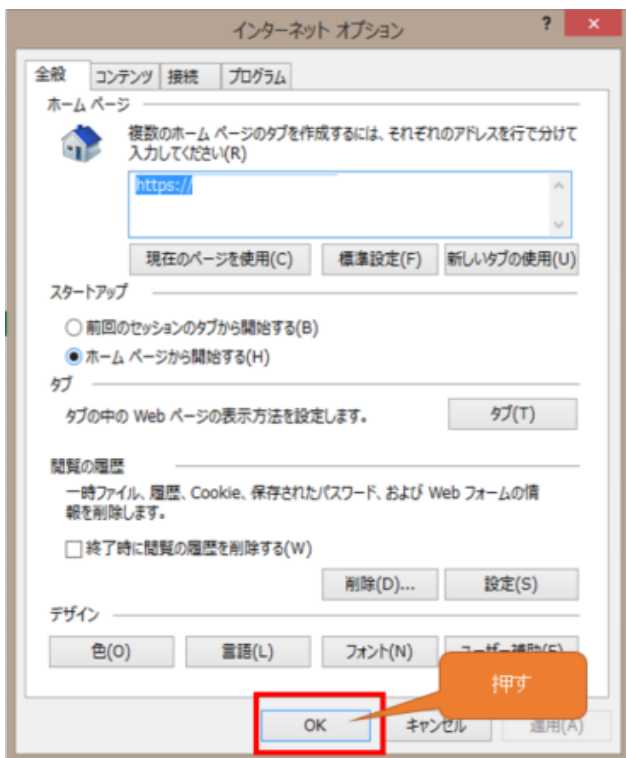 インターネット オプション
?
×
全般 コンテンツ 接続 プログラム
ホーム ページ
複数のホーム ページのタブを作成するには、それぞれのアドレスを行で分けて
入力してください(R)
https://
現在のページを使用(C) 標準設定(F) 新しいタブの使用(U)
スタートアップ
前回のセッションのタブから開始する(B)
ホーム ページから開始する(H)
タブ
タブの中の Web ページの表示方法を設定します。 タブ(T)
閲覧の履歴
一時ファイル、履歴、Cookie、保存されたパスワード、および Web フォームの情
報を削除します。
終了時に閲覧の履歴を削除する(W)
削除(D)... 設定(S)
デザイン
色(O) 言語(L) フォント(N) ユーザー補助(E)
押す
OK キャンセル 適用(A)